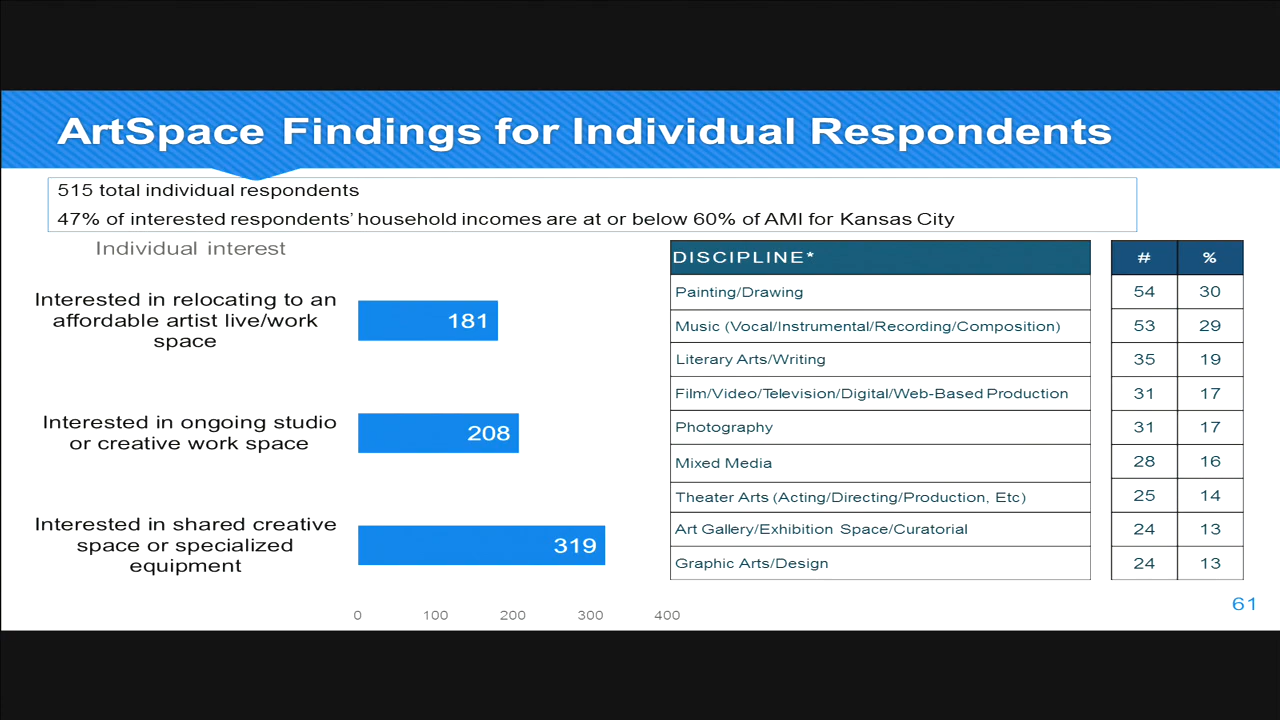 ArtSpace Findings for Individual Respondents
515 total individual respondents
47% of interested respondents' household incomes are at or below 60% of AMI for Kansas City
Individual interest
Interested in relocating to an
affordable artist live/work
space
181
Interested in ongoing studio
or creative work space
208
Interested in shared creative
space or specialized
equipment
319
0 100 200 300 400
DISCIPLINE* # %
Painting/Drawing 54 30
Music (Vocal/Instrumental/Recording/Composition) 53 29
Literary Arts/Writing 35 19
Film/Video/Television/Digital/Web-Based Production 31 17
Photography 31 17
Mixed Media 28 16
Theater Arts (Acting/Directing/Production, Etc) 25 14
Art Gallery/Exhibition Space/Curatorial 24 13
Graphic Arts/Design 24 13
61